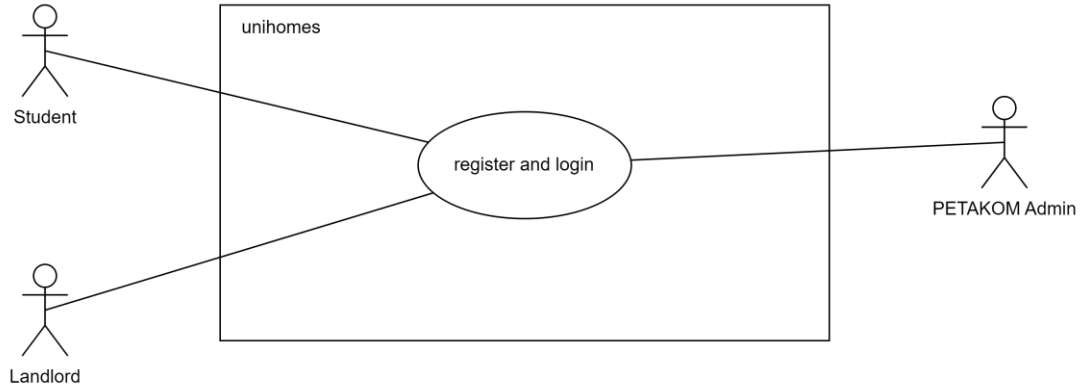 unihomes
Student
register and login
PETAKOM Admin
Landlord